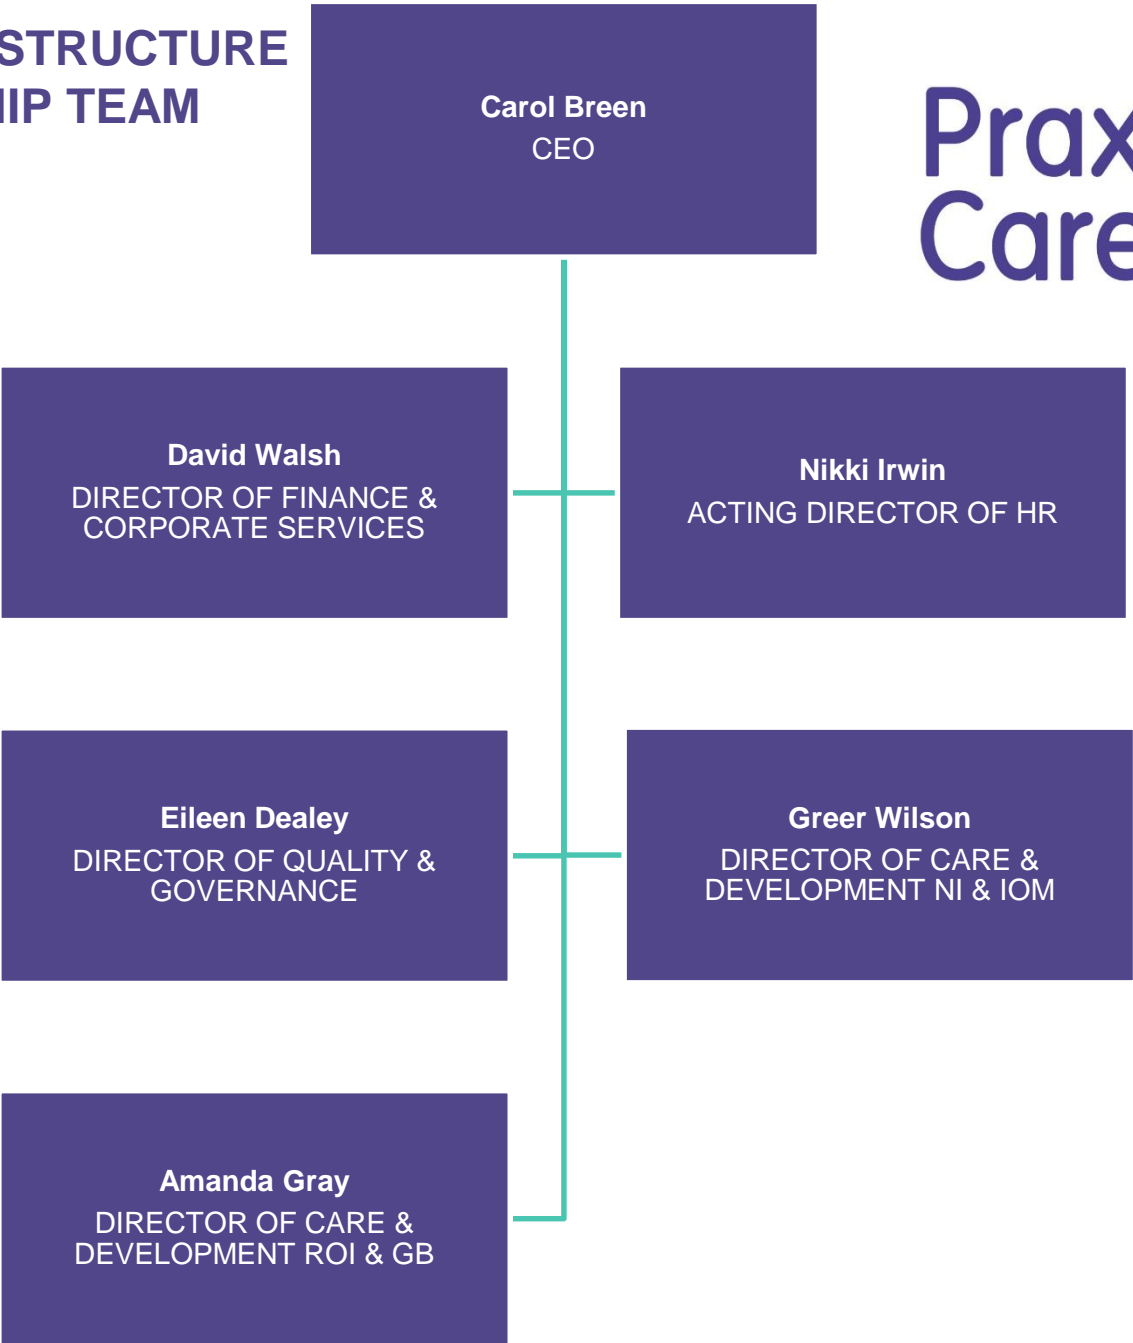 STRUCTURE
TEAM
Carol Breen
CEO
Care
David Walsh
DIRECTOR OF FINANCE &
CORPORATE SERVICES
Nikki Irwin
ACTING DIRECTOR OF HR
Eileen Dealey
DIRECTOR OF QUALITY &
GOVERNANCE
Greer Wilson
DIRECTOR OF CARE &
DEVELOPMENT NI & IOM
Amanda Gray
DIRECTOR OF CARE &
DEVELOPMENT ROI & GB